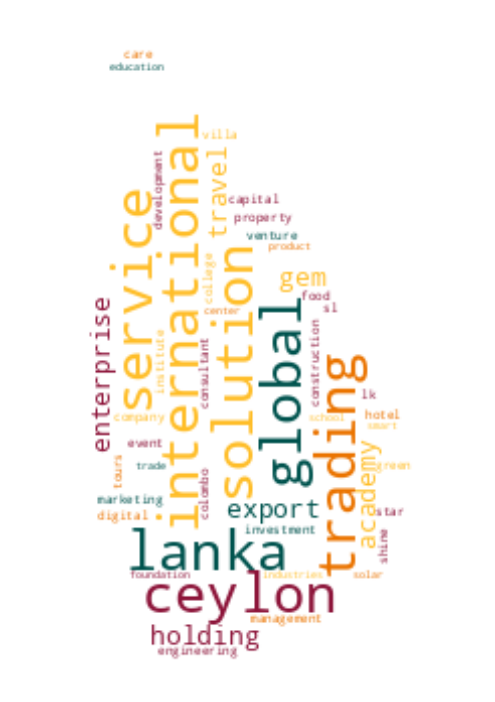 care
education
villa
international
development
service
travel
capital
property
venture
product
solution
college
gem
food
sl
center
global
enterprise
construction
institute
consultant
trading
lk
company
school
hotel
smart
event
academy
tours
trade
green
colombo
marketing
digital
export
star
investment
shine
lanka
foundation
industries
solar
ceylon
management
holding
engineering